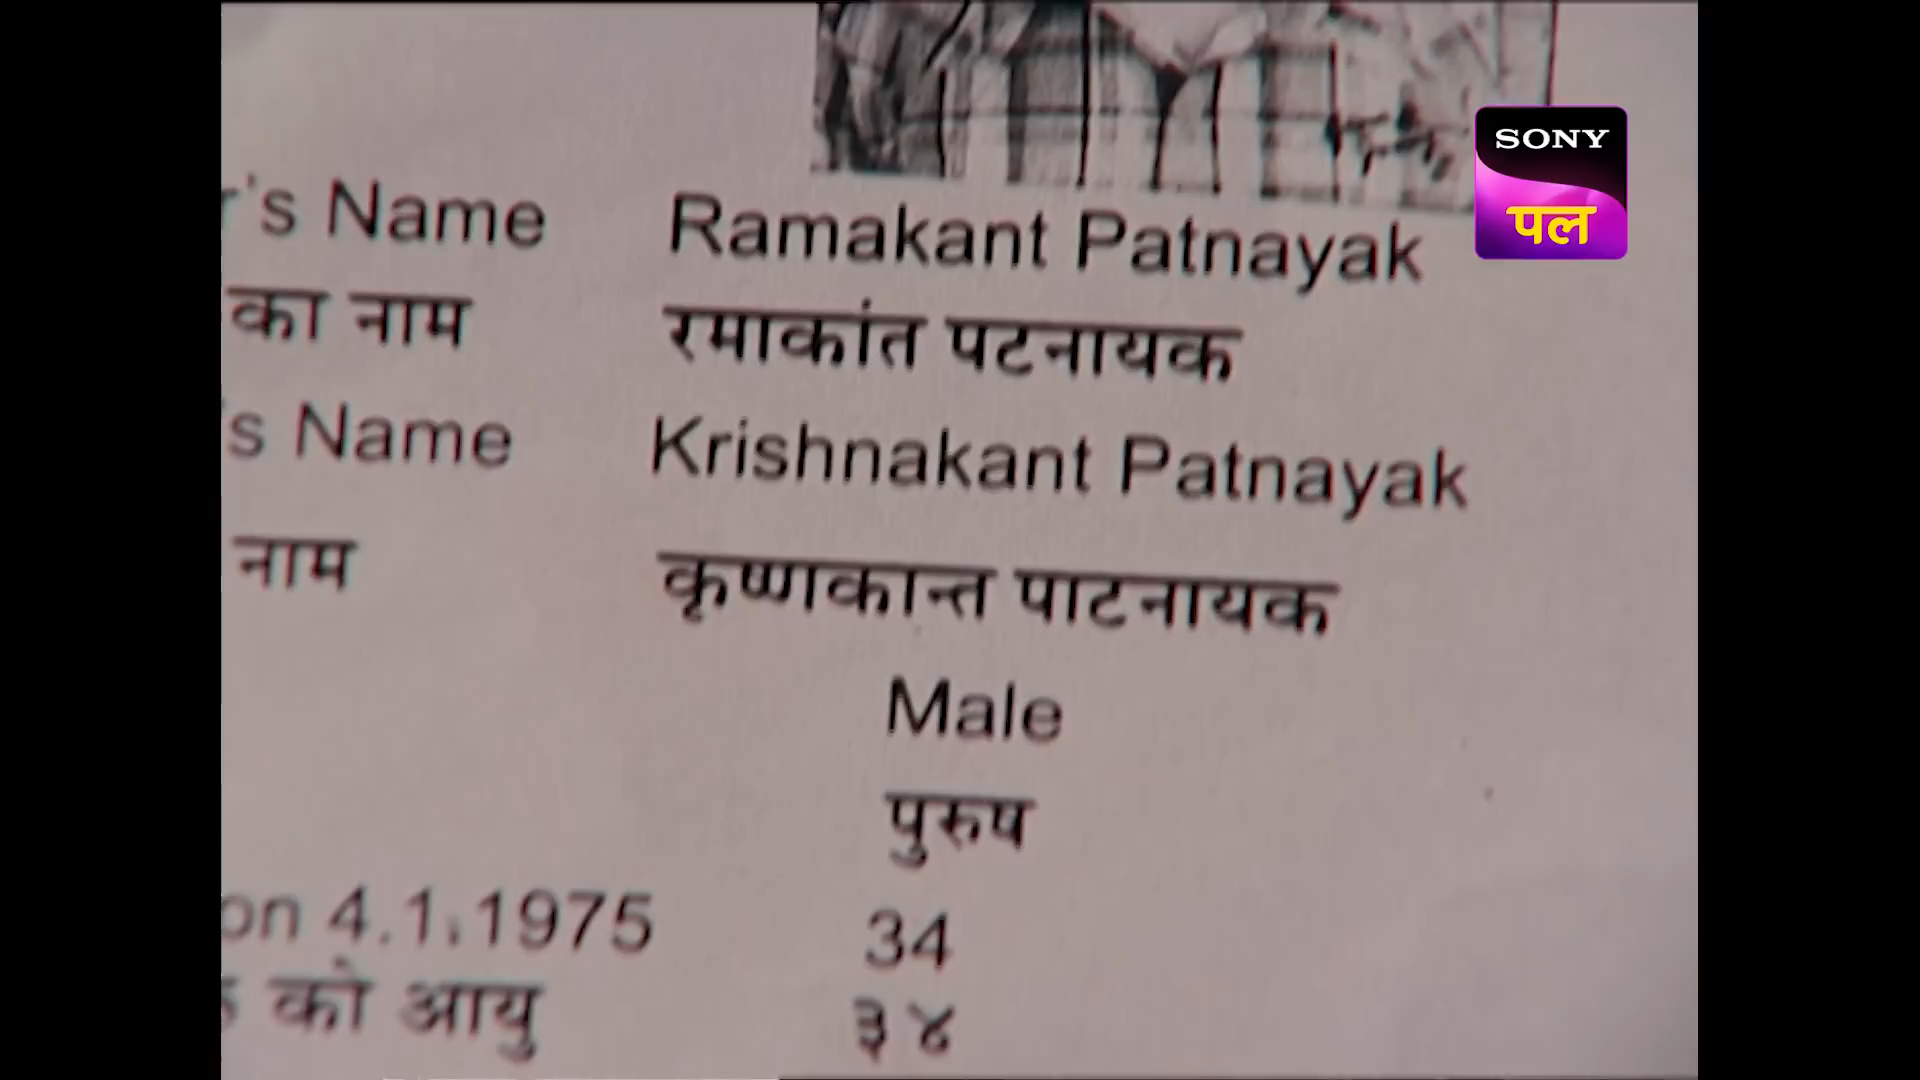 SONY
पल
r's Name Ramakant Patnayak
का नाम रमाकांत पटनायक
's Name Krishnakant Patnayak
नाम कृष्णकान्त पाटनायक
Male
पुरुष
on 4.1.1975 34
को आयु ३४